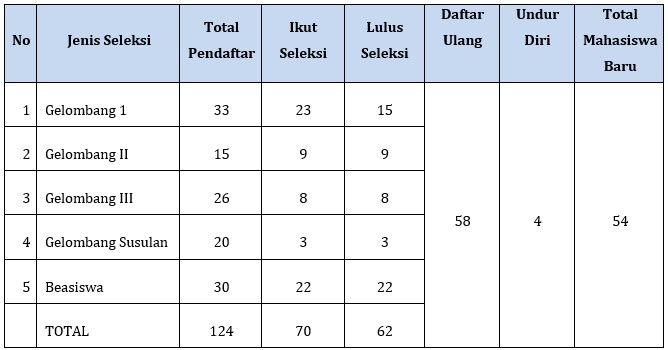 No Jenis Seleksi Total Pendaftar Ikut Seleksi Lulus Seleksi Daftar Ulang Undur Diri Total Mahasiswa Baru
1 Gelombang 1 33 23 15
2 Gelombang II 15 9 9
3 Gelombang III 26 8 8
4 Gelombang Susulan 20 3 3 58 4 54
5 Beasiswa 30 22 22
TOTAL 124 70 62